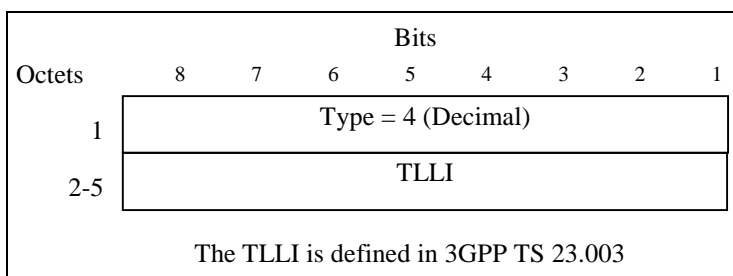 Bits
Octets 8 7 6 5 4 3 2 1
1 Type = 4 (Decimal)
2-5 TLLI
The TLLI is defined in 3GPP TS 23.003